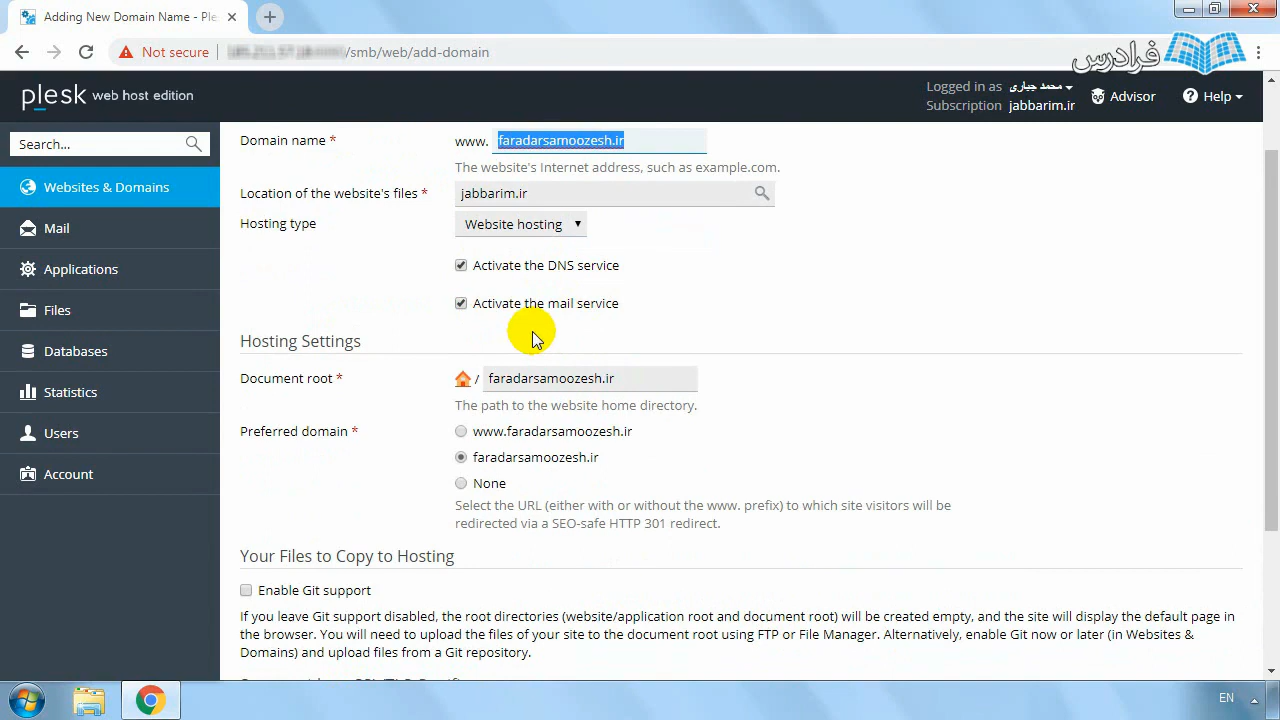 Adding New Domain Name - Ple
Not secure
/smb/web/add-domain
فرادرس
plesk web host edition
Logged in as محمد جباری
Subscription jabbarim.ir
Advisor
Help
Search...
Websites & Domains
Mail
Applications
Files
Databases
Statistics
Users
Account
Domain name *
www. faradarsamoozesh.ir
The website's Internet address, such as example.com.
Location of the website's files *
jabbarim.ir
Hosting type
Website hosting
Activate the DNS service
Activate the mail service
Hosting Settings
Document root *
/ faradarsamoozesh.ir
The path to the website home directory.
Preferred domain *
www.faradarsamoozesh.ir
faradarsamoozesh.ir
None
Select the URL (either with or without the www. prefix) to which site visitors will be
redirected via a SEO-safe HTTP 301 redirect.
Your Files to Copy to Hosting
Enable Git support
If you leave Git support disabled, the root directories (website/application root and document root) will be created empty, and the site will display the default page in
the browser. You will need to upload the files of your site to the document root using FTP or File Manager. Alternatively, enable Git now or later (in Websites &
Domains) and upload files from a Git repository.
EN